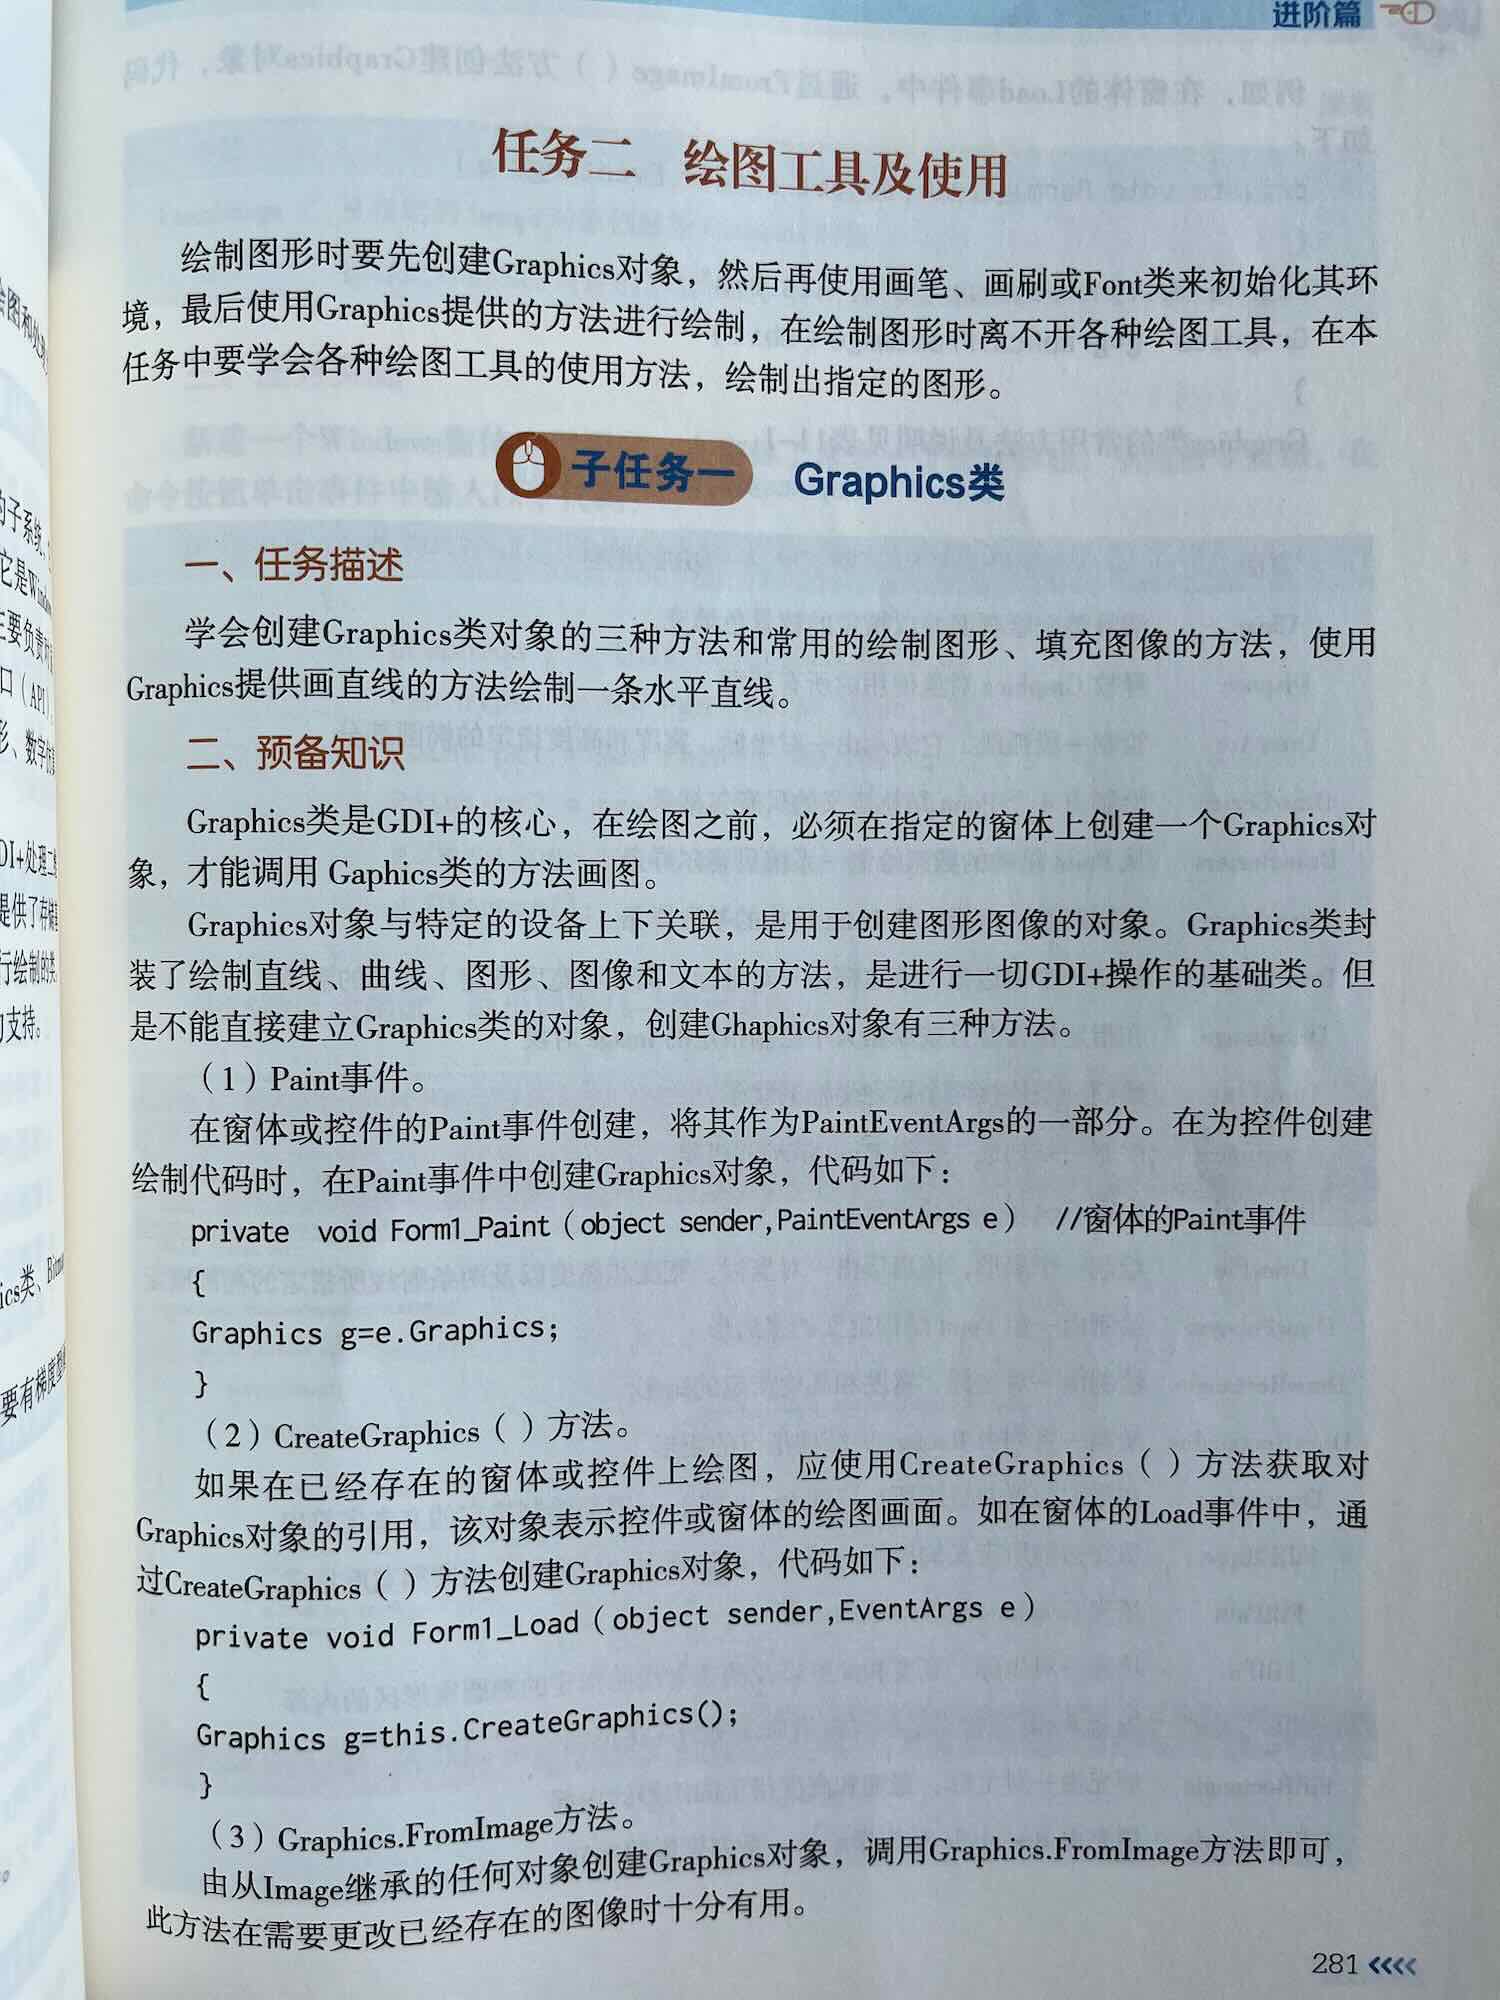 进阶篇
任务二 绘图工具及使用
绘制图形时要先创建Graphics对象，然后再使用画笔、画刷或Font类来初始化其环
境，最后使用Graphics提供的方法进行绘制，在绘制图形时离不开各种绘图工具，在本
任务中要学会各种绘图工具的使用方法，绘制出指定的图形。
子任务一 Graphics类
一、任务描述
学会创建Graphics类对象的三种方法和常用的绘制图形、填充图像的方法，使用
Graphics提供画直线的方法绘制一条水平直线。
二、预备知识
Graphics类是GDI+的核心，在绘图之前，必须在指定的窗体上创建一个Graphics对
象，才能调用 Gaphics类的方法画图。
Graphics对象与特定的设备上下关联，是用于创建图形图像的对象。Graphics类封
装了绘制直线、曲线、图形、图像和文本的方法，是进行一切GDI+操作的基础类。但
是不能直接建立Graphics类的对象，创建Ghaphics对象有三种方法。
（1）Paint事件。
在窗体或控件的Paint事件创建，将其作为PaintEventArgs的一部分。在为控件创建
绘制代码时，在Paint事件中创建Graphics对象，代码如下：
private void Form1_Paint（object sender,PaintEventArgs e） //窗体的Paint事件
{
Graphics g=e.Graphics;
}
（2）CreateGraphics（）方法。
如果在已经存在的窗体或控件上绘图，应使用CreateGraphics（）方法获取对
Graphics对象的引用，该对象表示控件或窗体的绘图画面。如在窗体的Load事件中，通
过CreateGraphics（）方法创建Graphics对象，代码如下：
private void Form1_Load（object sender,EventArgs e）
{
Graphics g=this.CreateGraphics();
}
（3）Graphics.FromImage方法。
由从Image继承的任何对象创建Graphics对象，调用Graphics.FromImage方法即可，
此方法在需要更改已经存在的图像时十分有用。
281